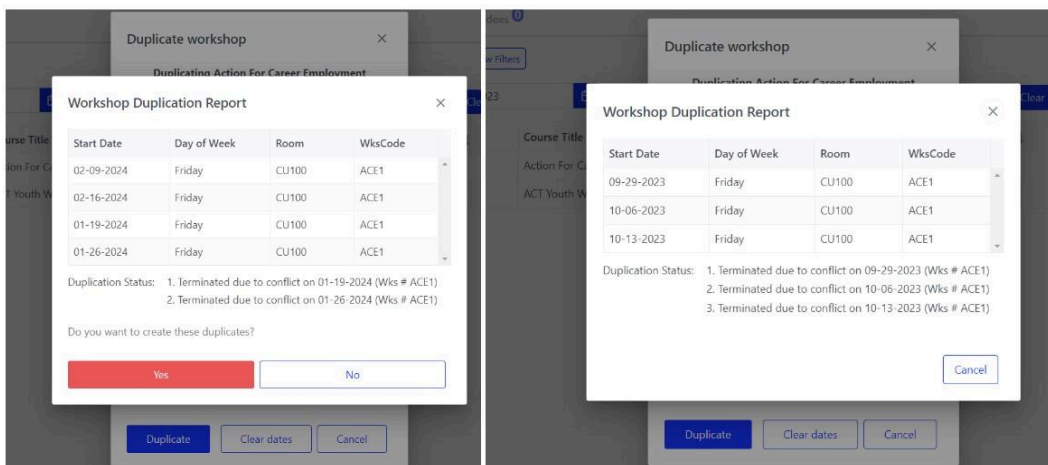 Duplicate workshop
Duplicating Action For Career Employment
Workshop Duplication Report
Start Date Day of Week Room WksCode
02-09-2024 Friday CU100 ACE1
02-16-2024 Friday CU100 ACE1
01-19-2024 Friday CU100 ACE1
01-26-2024 Friday CU100 ACE1
Duplication Status: 1. Terminated due to conflict on 01-19-2024 (Wks # ACE1)
2. Terminated due to conflict on 01-26-2024 (Wks # ACE1)
Do you want to create these duplicates?
Yes No
Duplicate Clear dates Cancel
0
Filters
Clear
Course Title
Action For
ACT Youth
Duplicate workshop
Duplicating Action For Career Employment
Workshop Duplication Report
Start Date Day of Week Room WksCode
09-29-2023 Friday CU100 ACE1
10-06-2023 Friday CU100 ACE1
10-13-2023 Friday CU100 ACE1
Duplication Status: 1. Terminated due to conflict on 09-29-2023 (Wks # ACE1)
2. Terminated due to conflict on 10-06-2023 (Wks # ACE1)
3. Terminated due to conflict on 10-13-2023 (Wks # ACE1)
Cancel
Duplicate Clear dates Cancel